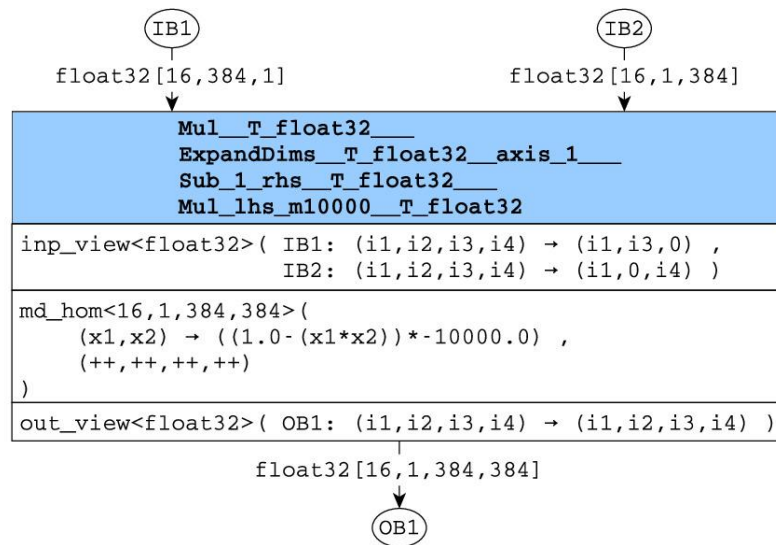 IB1 IB2
float32[16,384,1] float32[16,1,384]
Mul__T_float32___
ExpandDims__T_float32__axis_1___
Sub_1_rhs__T_float32___
Mul_lhs_m10000__T_float32
inp_view<float32>( IB1: (i1,i2,i3,i4) → (i1,i3,0) ,
IB2: (i1,i2,i3,i4) → (i1,0,i4) )
md_hom<16,1,384,384>(
(x1,x2) → ((1.0-(x1*x2))*-10000.0) ,
(++,++,++,++)
)
out_view<float32>( OB1: (i1,i2,i3,i4) → (i1,i2,i3,i4) )
float32[16,1,384,384]
OB1